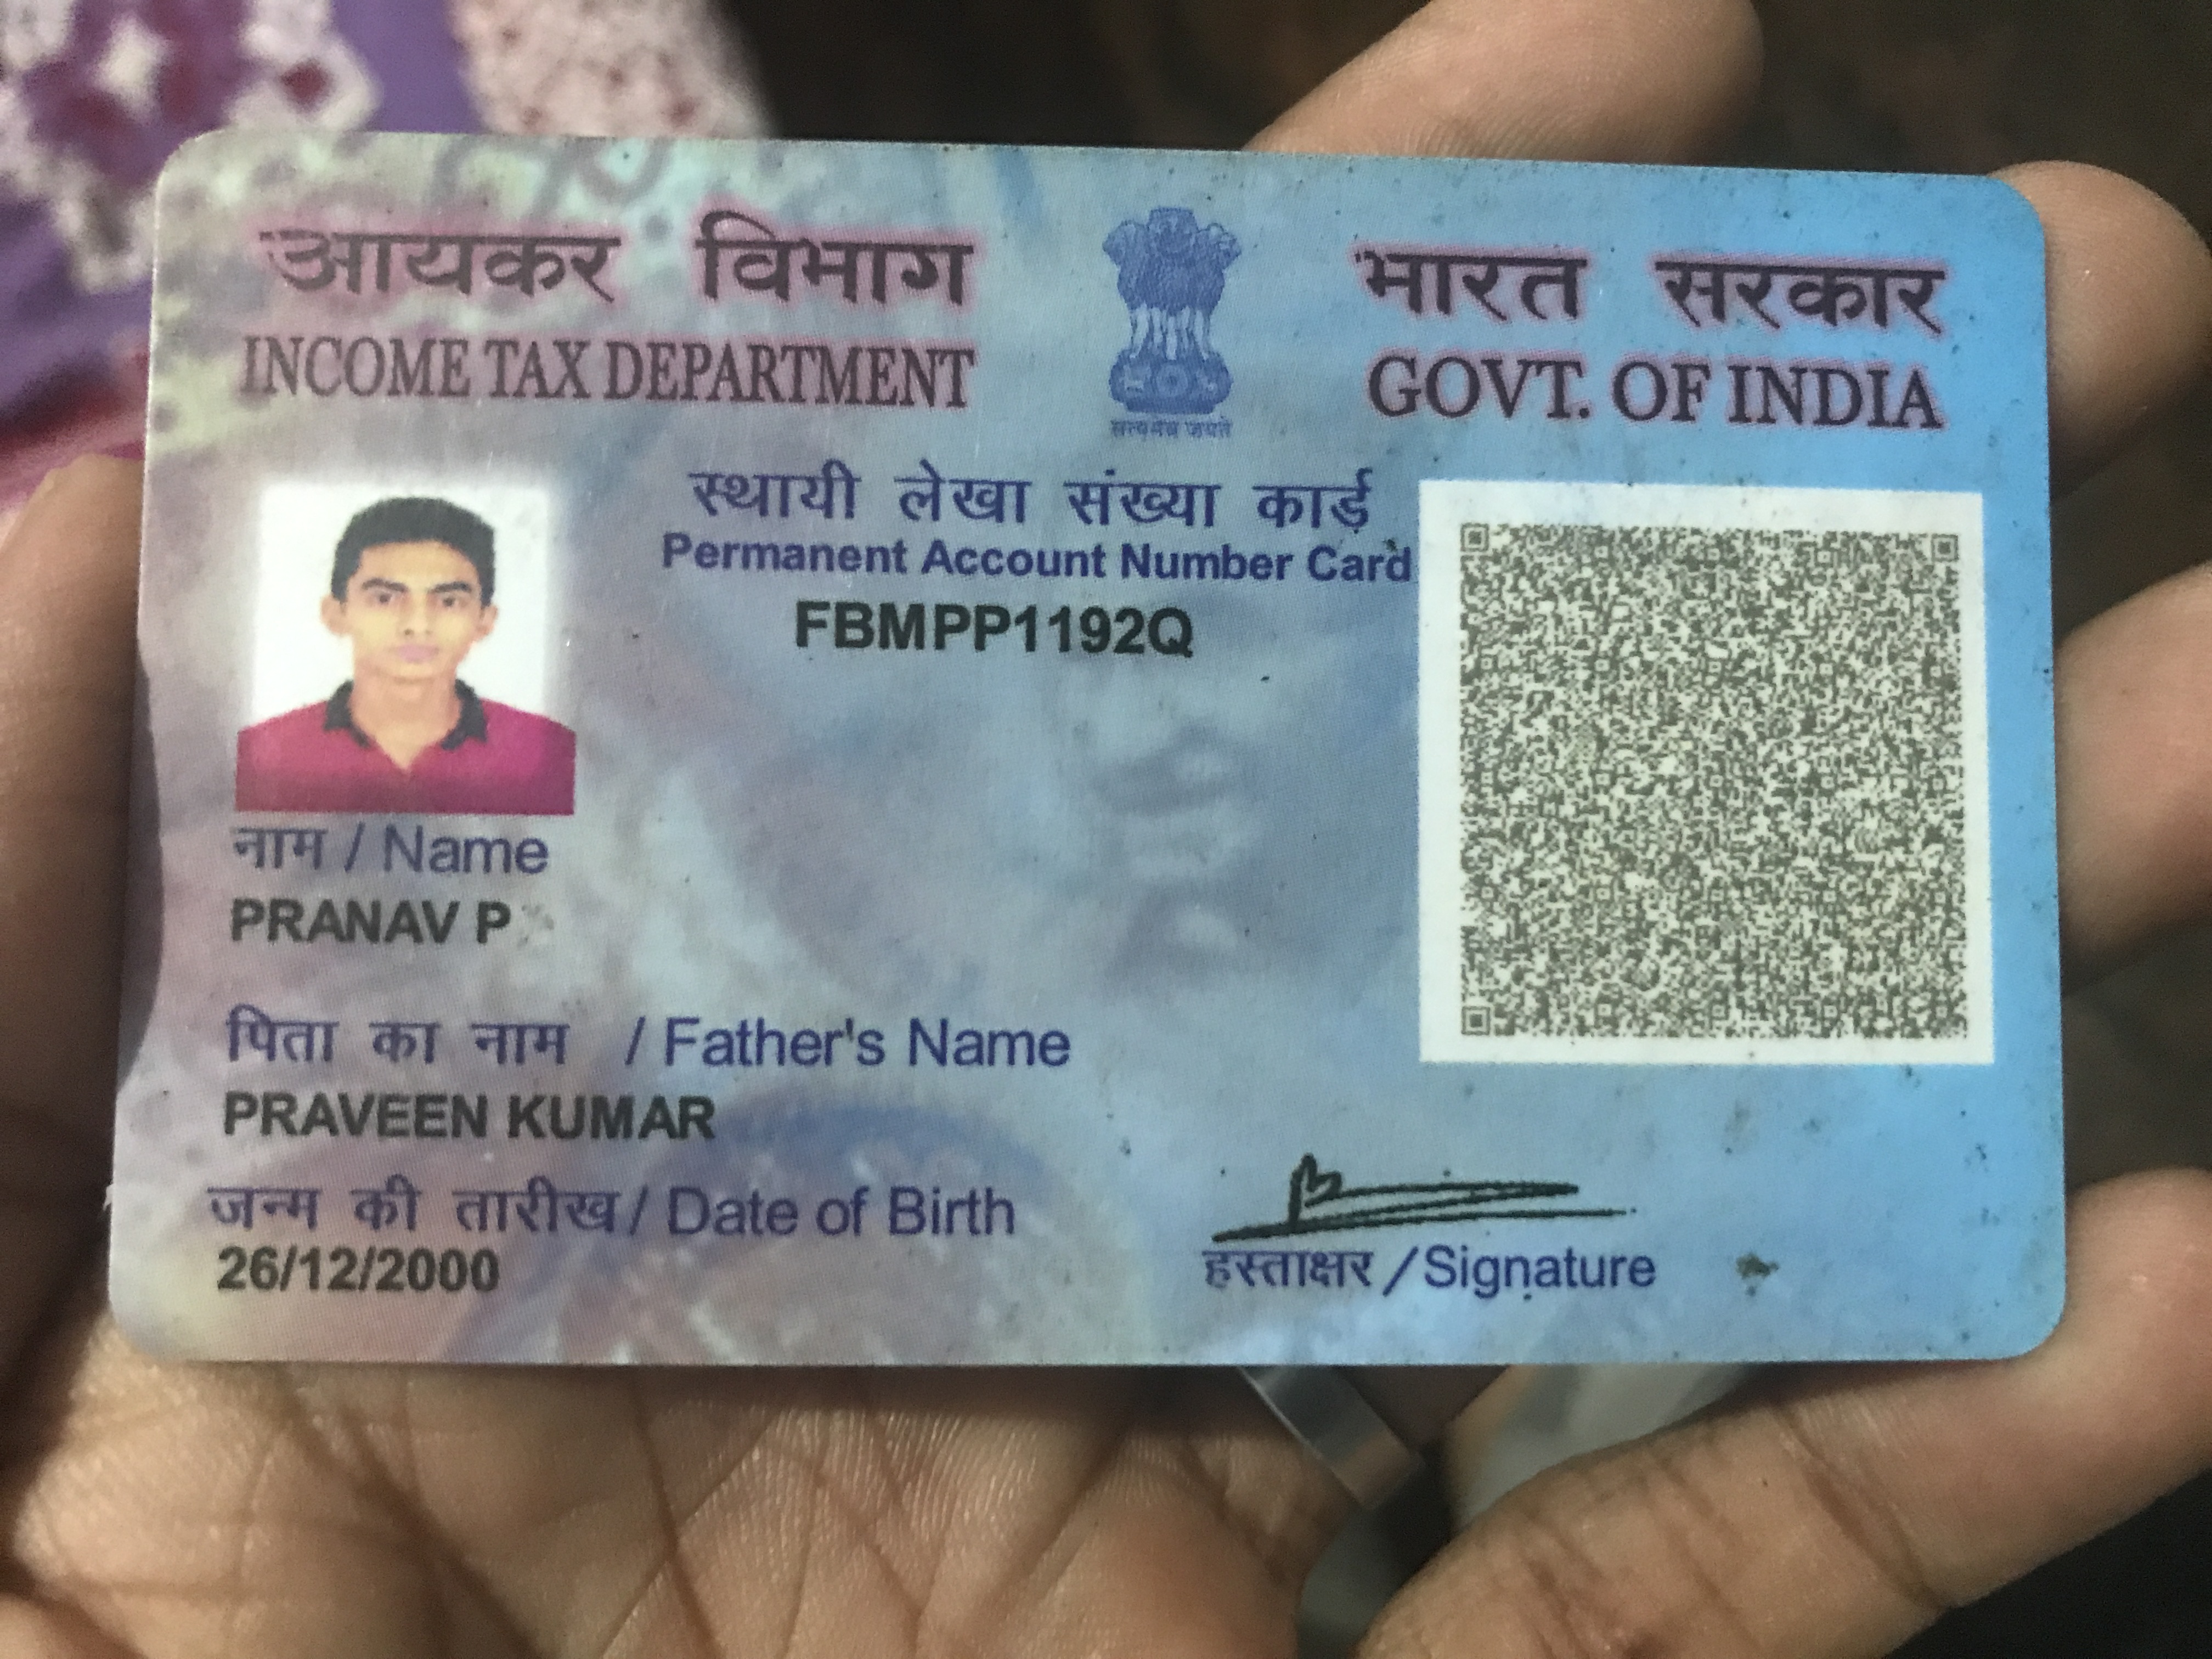 आयकर विभाग
INCOME TAX DEPARTMENT
भारत सरकार
GOVT. OF INDIA
सत्यमेव जयते
स्थायी लेखा संख्या कार्ड
Permanent Account Number Card
FBMPP1192Q
नाम / Name
PRANAV P
पिता का नाम / Father's Name
PRAVEEN KUMAR
जन्म की तारीख / Date of Birth
26/12/2000
हस्ताक्षर / Signature